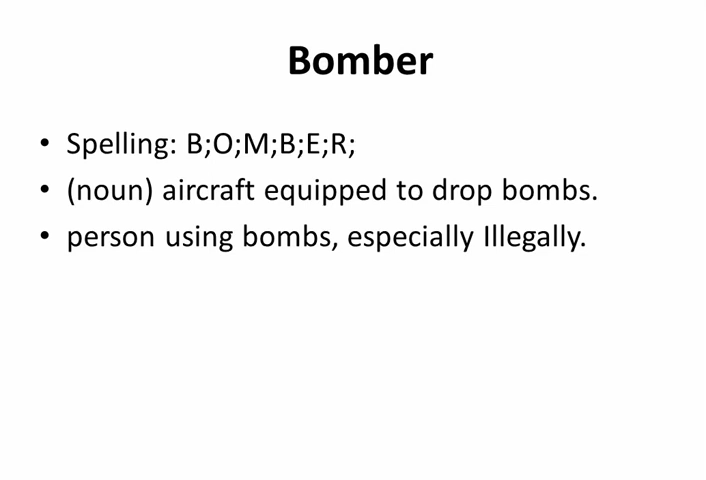 Bomber
• Spelling: B;O;M;B;E;R;
• (noun) aircraft equipped to drop bombs.
• person using bombs, especially Illegally.